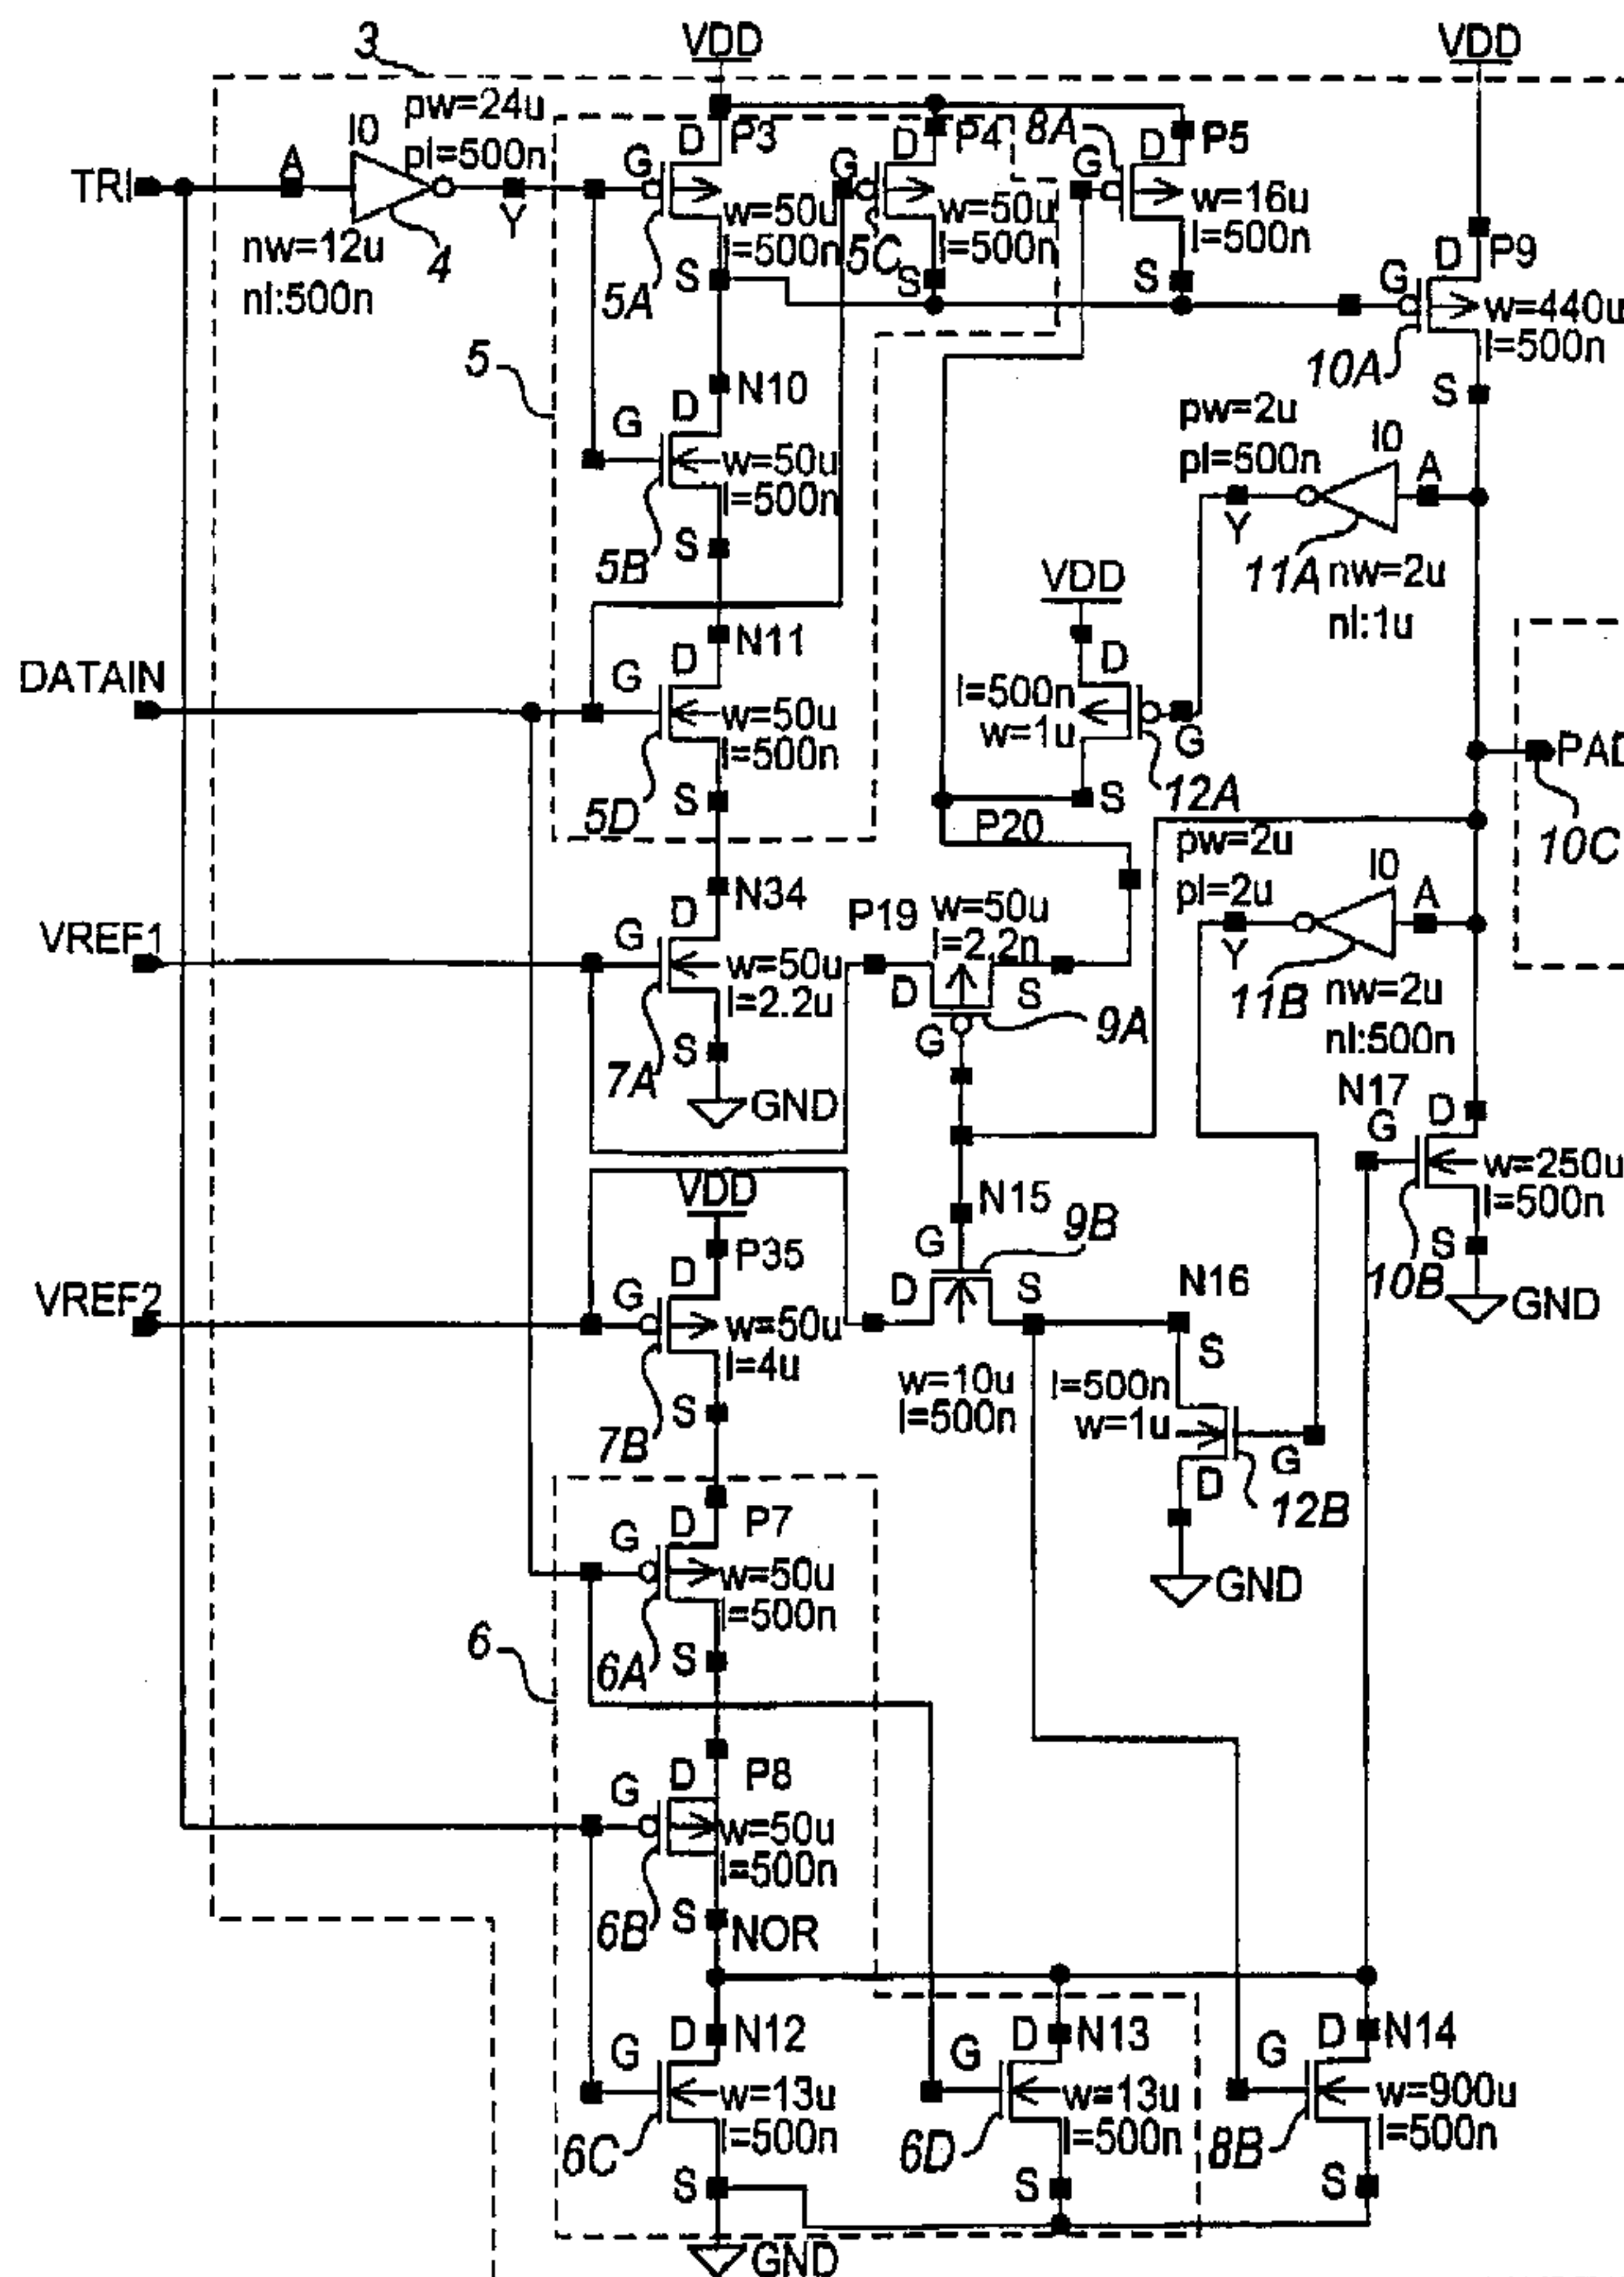 3
VDD
VDD
I0
pw=24u
pl=500n
TRI
A
Y
nw=12u
nl:500n
4
G
D
P3
w=50u
l=500n
S
5A
G
D
P4
w=50u
l=500n
5C
S
8A
G
D
P5
w=16u
l=500n
S
G
D
P9
w=440u
l=500n
10A
S
5
N10
G
D
w=50u
l=500n
5B
S
pw=2u
pl=500n
I0
A
Y
11A
nw=2u
nl:1u
VDD
D
l=500n
w=1u
G
S
12A
P20
N11
DATAIN
G
D
w=50u
l=500n
5D
S
PAD
10C
pw=2u
pl=2u
I0
A
Y
11B
nw=2u
nl:500n
N34
VREF1
G
D
w=50u
l=2.2u
7A
S
GND
P19
w=50u
l=2.2n
D
S
G
9A
N17
G
D
w=250u
l=500n
10B
S
GND
VDD
P35
VREF2
G
D
w=50u
l=4u
7B
S
N15
9B
G
D
S
w=10u
l=500n
N16
S
l=500n
w=1u
G
D
12B
GND
P7
G
D
w=50u
l=500n
6A
S
6
P8
G
D
w=50u
l=500n
6B
S
NOR
N12
G
D
w=13u
l=500n
6C
S
GND
N13
G
D
w=13u
l=500n
6D
S
N14
G
D
w=900u
l=500n
8B
S